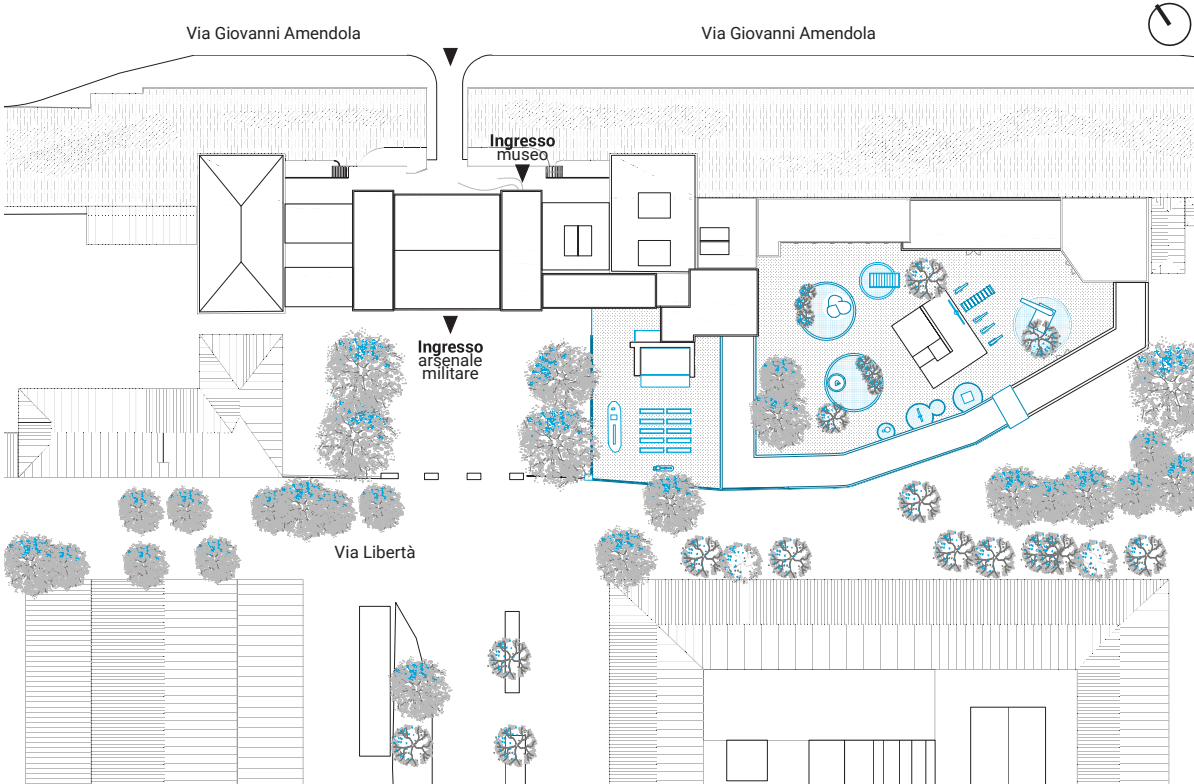 Via Giovanni Amendola
Via Giovanni Amendola
Ingresso
museo
Ingresso
arsenale
militare
Via Libertà